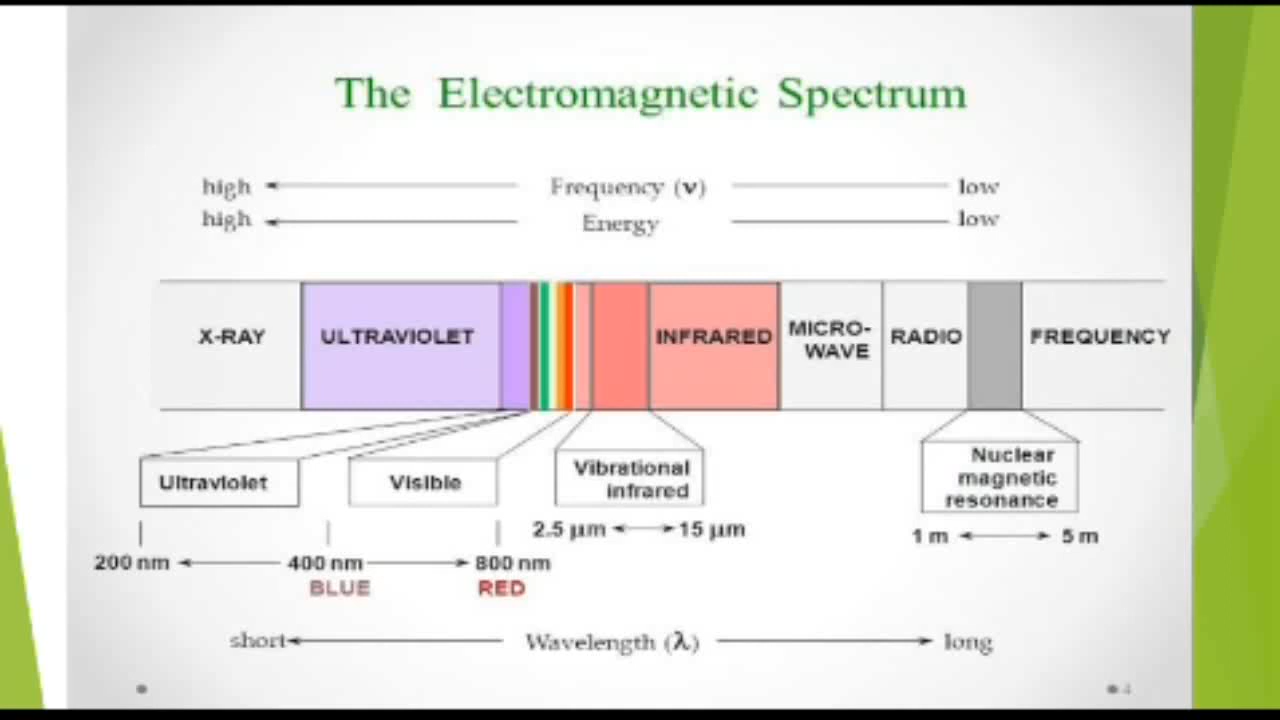 The Electromagnetic Spectrum
high Frequency (ν) low
high Energy low
X-RAY ULTRAVIOLET INFRARED MICRO-WAVE RADIO FREQUENCY
Ultraviolet Visible Vibrational infrared Nuclear magnetic resonance
2.5 μm 15 μm 1 m 5 m
200 nm 400 nm 800 nm
BLUE RED
short Wavelength (λ) long
4